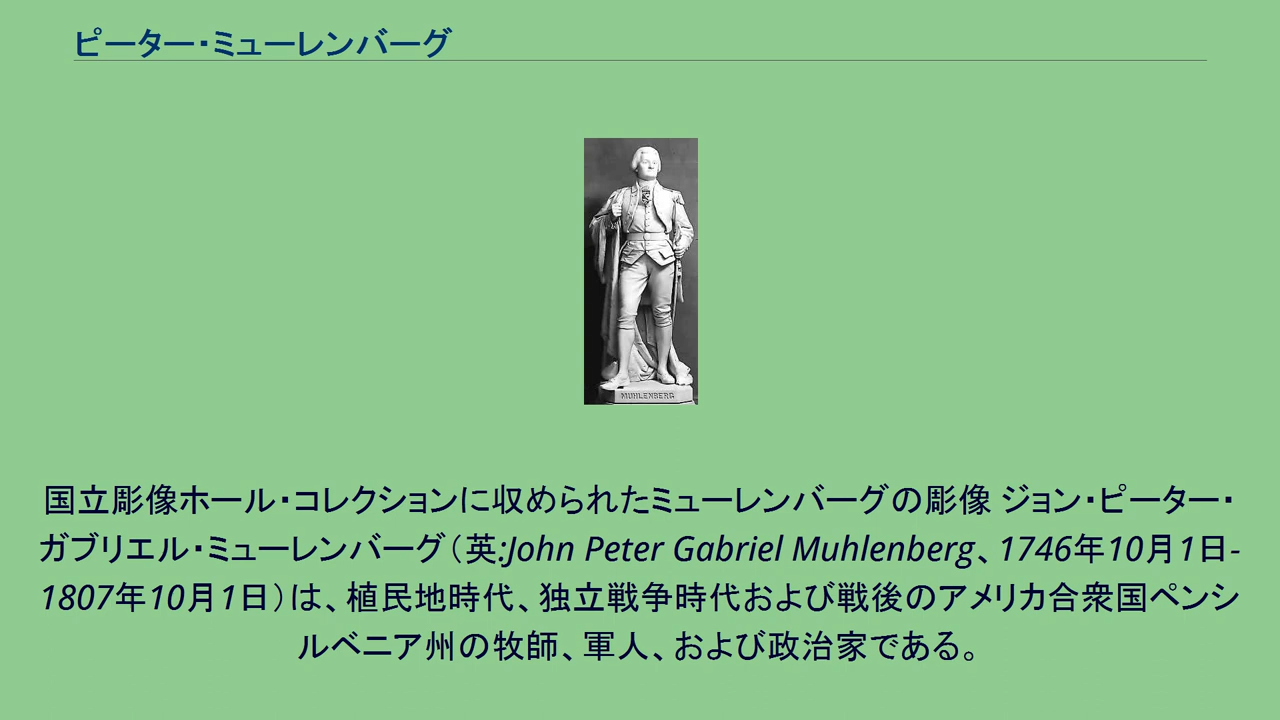 ピーター・ミューレンバーグ
MUHLENBERG
国立彫像ホール・コレクションに収められたミューレンバーグの彫像 ジョン・ピーター・
ガブリエル・ミューレンバーグ（英:John Peter Gabriel Muhlenberg、1746年10月1日-
1807年10月1日）は、植民地時代、独立戦争時代および戦後のアメリカ合衆国ペンシ
ルベニア州の牧師、軍人、および政治家である。